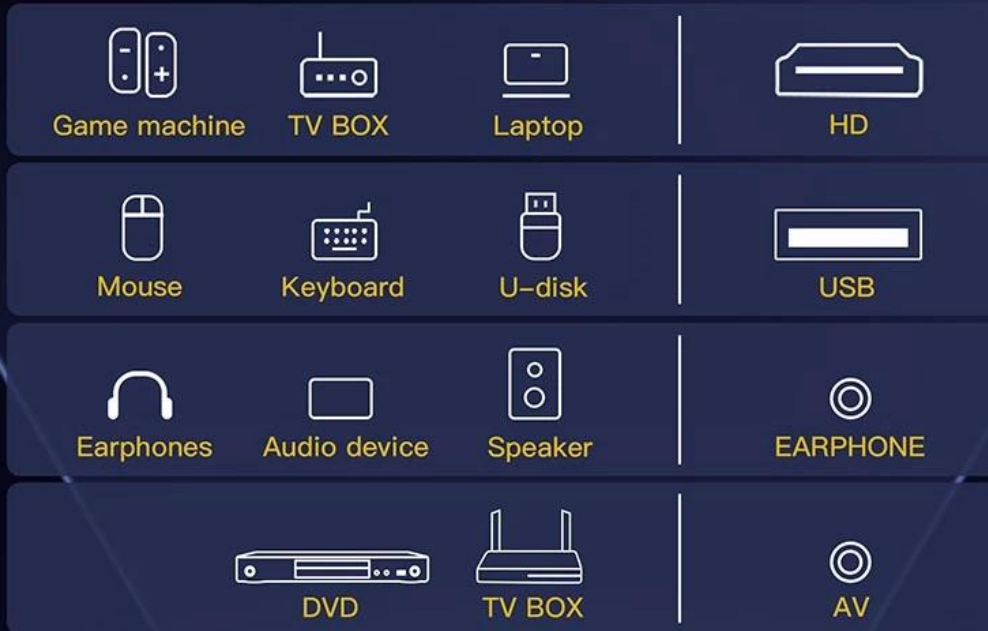 Game machine TV BOX Laptop HD
Mouse Keyboard U-disk USB
Earphones Audio device Speaker EARPHONE
DVD TV BOX AV